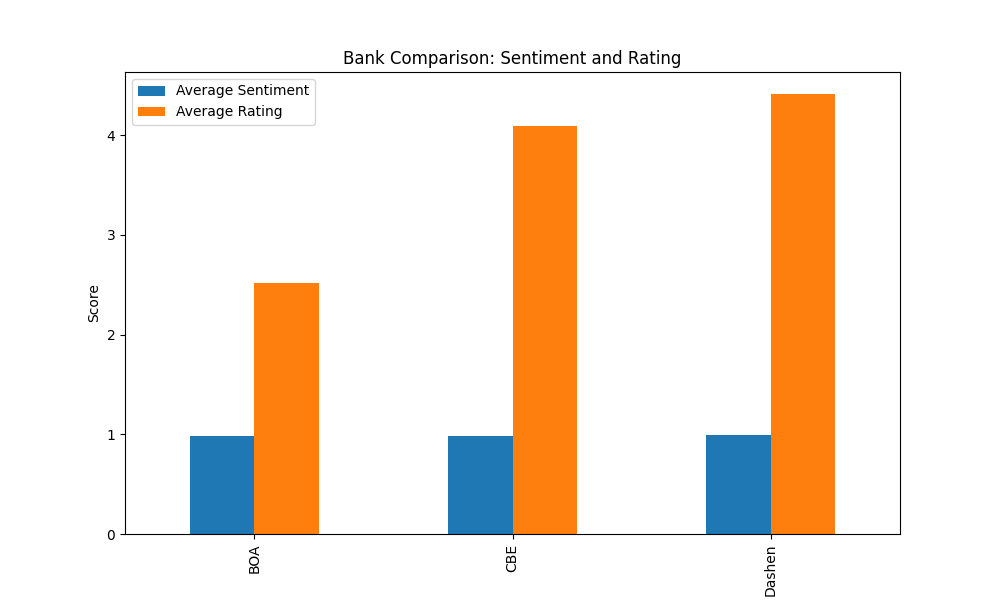 Bank Comparison: Sentiment and Rating
Average Sentiment
Average Rating
Score
4
3
2
1
0
BOA
CBE
Dashen